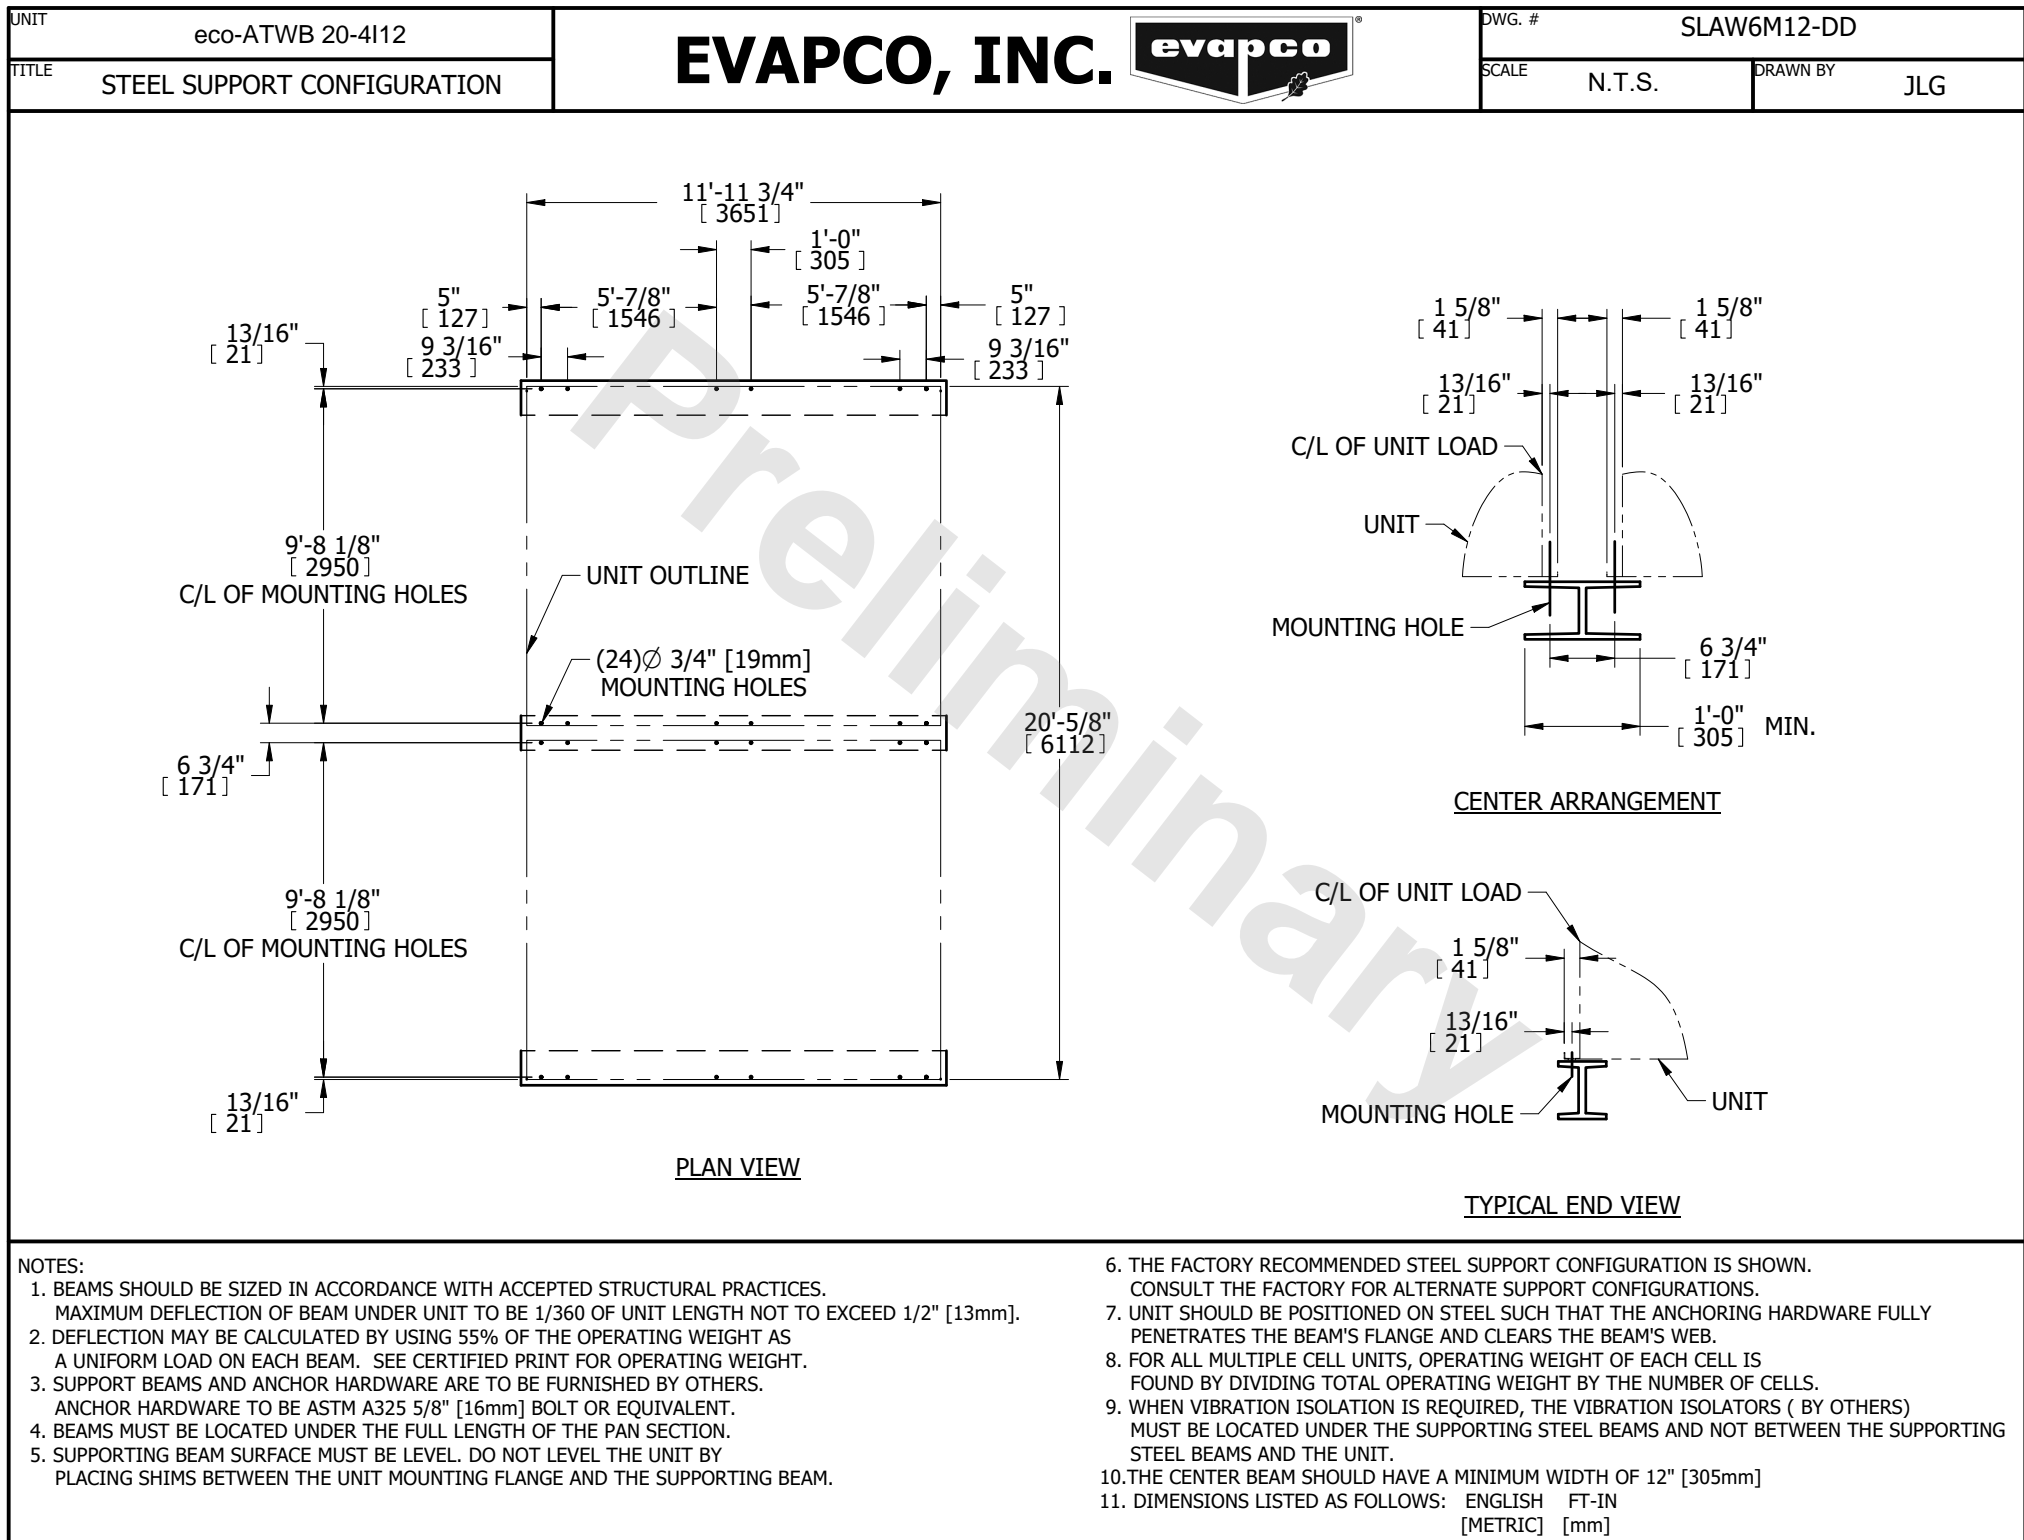 UNIT
eco-ATWB 20-4I12
TITLE
STEEL SUPPORT CONFIGURATION
EVAPCO, INC.
evapco
®
DWG. #
SLAW6M12-DD
SCALE
N.T.S.
DRAWN BY
JLG
11'-11 3/4"
[ 3651 ]
1'-0"
[ 305 ]
5"
[ 127 ]
5'-7/8"
[ 1546 ]
5'-7/8"
[ 1546 ]
5"
[ 127 ]
13/16"
[ 21 ]
9 3/16"
[ 233 ]
9 3/16"
[ 233 ]
9'-8 1/8"
[ 2950 ]
C/L OF MOUNTING HOLES
UNIT OUTLINE
(24)Ø 3/4" [19mm]
MOUNTING HOLES
6 3/4"
[ 171 ]
20'-5/8"
[ 6112 ]
9'-8 1/8"
[ 2950 ]
C/L OF MOUNTING HOLES
13/16"
[ 21 ]
PLAN VIEW
Preliminary
1 5/8"
[ 41 ]
1 5/8"
[ 41 ]
13/16"
[ 21 ]
13/16"
[ 21 ]
C/L OF UNIT LOAD
UNIT
MOUNTING HOLE
6 3/4"
[ 171 ]
1'-0"
[ 305 ]
MIN.
CENTER ARRANGEMENT
C/L OF UNIT LOAD
1 5/8"
[ 41 ]
13/16"
[ 21 ]
MOUNTING HOLE
UNIT
TYPICAL END VIEW
NOTES:
1. BEAMS SHOULD BE SIZED IN ACCORDANCE WITH ACCEPTED STRUCTURAL PRACTICES.
MAXIMUM DEFLECTION OF BEAM UNDER UNIT TO BE 1/360 OF UNIT LENGTH NOT TO EXCEED 1/2" [13mm].
2. DEFLECTION MAY BE CALCULATED BY USING 55% OF THE OPERATING WEIGHT AS
A UNIFORM LOAD ON EACH BEAM. SEE CERTIFIED PRINT FOR OPERATING WEIGHT.
3. SUPPORT BEAMS AND ANCHOR HARDWARE ARE TO BE FURNISHED BY OTHERS.
ANCHOR HARDWARE TO BE ASTM A325 5/8" [16mm] BOLT OR EQUIVALENT.
4. BEAMS MUST BE LOCATED UNDER THE FULL LENGTH OF THE PAN SECTION.
5. SUPPORTING BEAM SURFACE MUST BE LEVEL. DO NOT LEVEL THE UNIT BY
PLACING SHIMS BETWEEN THE UNIT MOUNTING FLANGE AND THE SUPPORTING BEAM.
6. THE FACTORY RECOMMENDED STEEL SUPPORT CONFIGURATION IS SHOWN.
CONSULT THE FACTORY FOR ALTERNATE SUPPORT CONFIGURATIONS.
7. UNIT SHOULD BE POSITIONED ON STEEL SUCH THAT THE ANCHORING HARDWARE FULLY
PENETRATES THE BEAM'S FLANGE AND CLEARS THE BEAM'S WEB.
8. FOR ALL MULTIPLE CELL UNITS, OPERATING WEIGHT OF EACH CELL IS
FOUND BY DIVIDING TOTAL OPERATING WEIGHT BY THE NUMBER OF CELLS.
9. WHEN VIBRATION ISOLATION IS REQUIRED, THE VIBRATION ISOLATORS ( BY OTHERS)
MUST BE LOCATED UNDER THE SUPPORTING STEEL BEAMS AND NOT BETWEEN THE SUPPORTING
STEEL BEAMS AND THE UNIT.
10.THE CENTER BEAM SHOULD HAVE A MINIMUM WIDTH OF 12" [305mm]
11. DIMENSIONS LISTED AS FOLLOWS: ENGLISH FT-IN
[METRIC] [mm]